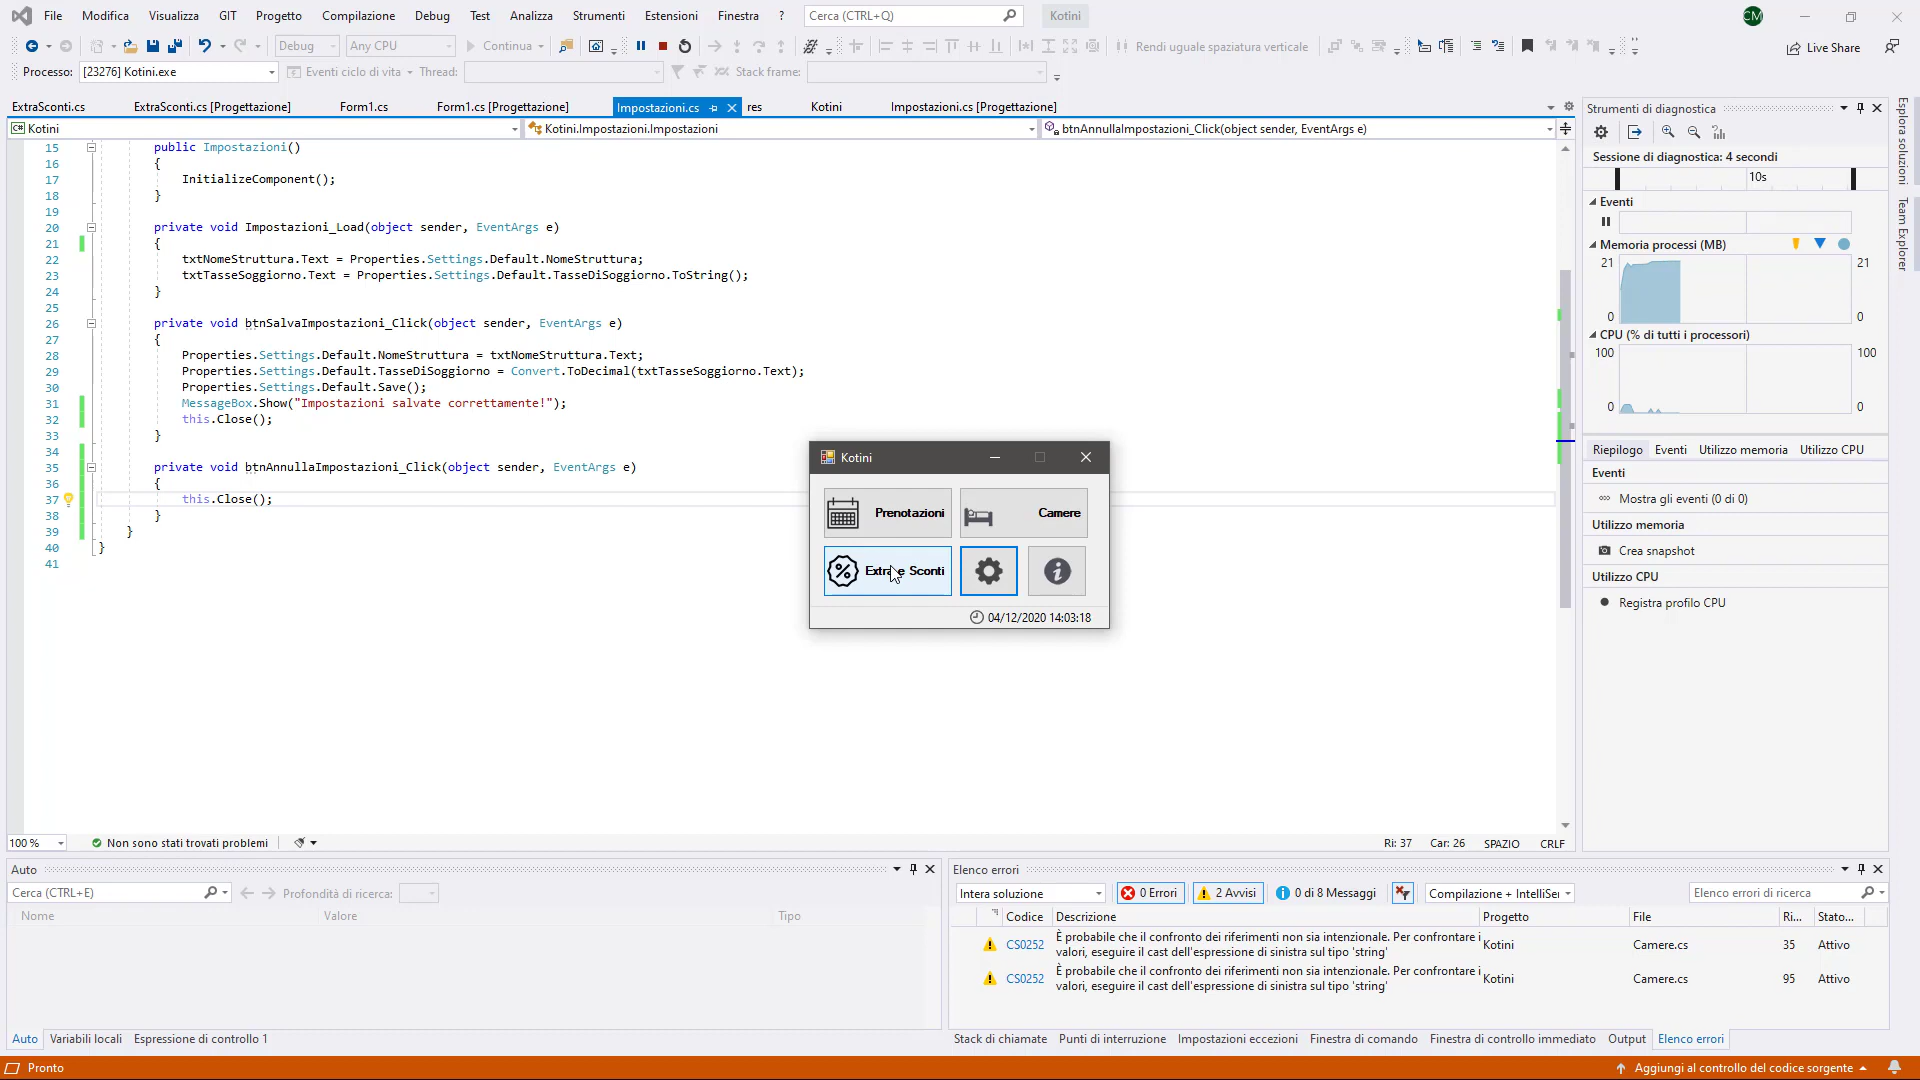 File Modifica Visualizza GIT Progetto Compilazione Debug Test Analizza Strumenti Estensioni Finestra ? Cerca (CTRL+Q) Kotini CM
Debug Any CPU Continua Rendi uguale spaziatura verticale Live Share
Processo: [23276] Kotini.exe Eventi ciclo di vita Thread: Stack frame:
ExtraSconti.cs ExtraSconti.cs [Progettazione] Form1.cs Form1.cs [Progettazione] Impostazioni.cs res Kotini Impostazioni.cs [Progettazione]
C# Kotini Kotini.Impostazioni.Impostazioni btnAnnullaImpostazioni_Click(object sender, EventArgs e)
15 public Impostazioni()
16 {
17 InitializeComponent();
18 }
19
20 private void Impostazioni_Load(object sender, EventArgs e)
21 {
22 txtNomeStruttura.Text = Properties.Settings.Default.NomeStruttura;
23 txtTasseSoggiorno.Text = Properties.Settings.Default.TasseDiSoggiorno.ToString();
24 }
25
26 private void btnSalvaImpostazioni_Click(object sender, EventArgs e)
27 {
28 Properties.Settings.Default.NomeStruttura = txtNomeStruttura.Text;
29 Properties.Settings.Default.TasseDiSoggiorno = Convert.ToDecimal(txtTasseSoggiorno.Text);
30 Properties.Settings.Default.Save();
31 MessageBox.Show("Impostazioni salvate correttamente!");
32 this.Close();
33 }
34
35 private void btnAnnullaImpostazioni_Click(object sender, EventArgs e)
36 {
37 this.Close();
38 }
39 }
40 }
41
Kotini
Prenotazioni Camere
Extra e Sconti
04/12/2020 14:03:18
100 % Non sono stati trovati problemi Ri: 37 Car: 26 SPAZIO CRLF
Strumenti di diagnostica
Sessione di diagnostica: 4 secondi
10s
Eventi
Memoria processi (MB)
21 21
0 0
CPU (% di tutti i processori)
100 100
0 0
Riepilogo Eventi Utilizzo memoria Utilizzo CPU
Eventi
Mostra gli eventi (0 di 0)
Utilizzo memoria
Crea snapshot
Utilizzo CPU
Registra profilo CPU
Esplora soluzioni
Team Explorer
Auto
Cerca (CTRL+E) Profondità di ricerca:
Nome Valore Tipo
Auto Variabili locali Espressione di controllo 1
Elenco errori
Intera soluzione 0 Errori 2 Avvisi 0 di 8 Messaggi Compilazione + IntelliSe Elenco errori di ricerca
Codice Descrizione Progetto File Ri... Stato...
CS0252 È probabile che il confronto dei riferimenti non sia intenzionale. Per confrontare i Kotini Camere.cs 35 Attivo
valori, eseguire il cast dell'espressione di sinistra sul tipo 'string'
CS0252 È probabile che il confronto dei riferimenti non sia intenzionale. Per confrontare i Kotini Camere.cs 95 Attivo
valori, eseguire il cast dell'espressione di sinistra sul tipo 'string'
Stack di chiamate Punti di interruzione Impostazioni eccezioni Finestra di comando Finestra di controllo immediato Output Elenco errori
Pronto Aggiungi al controllo del codice sorgente